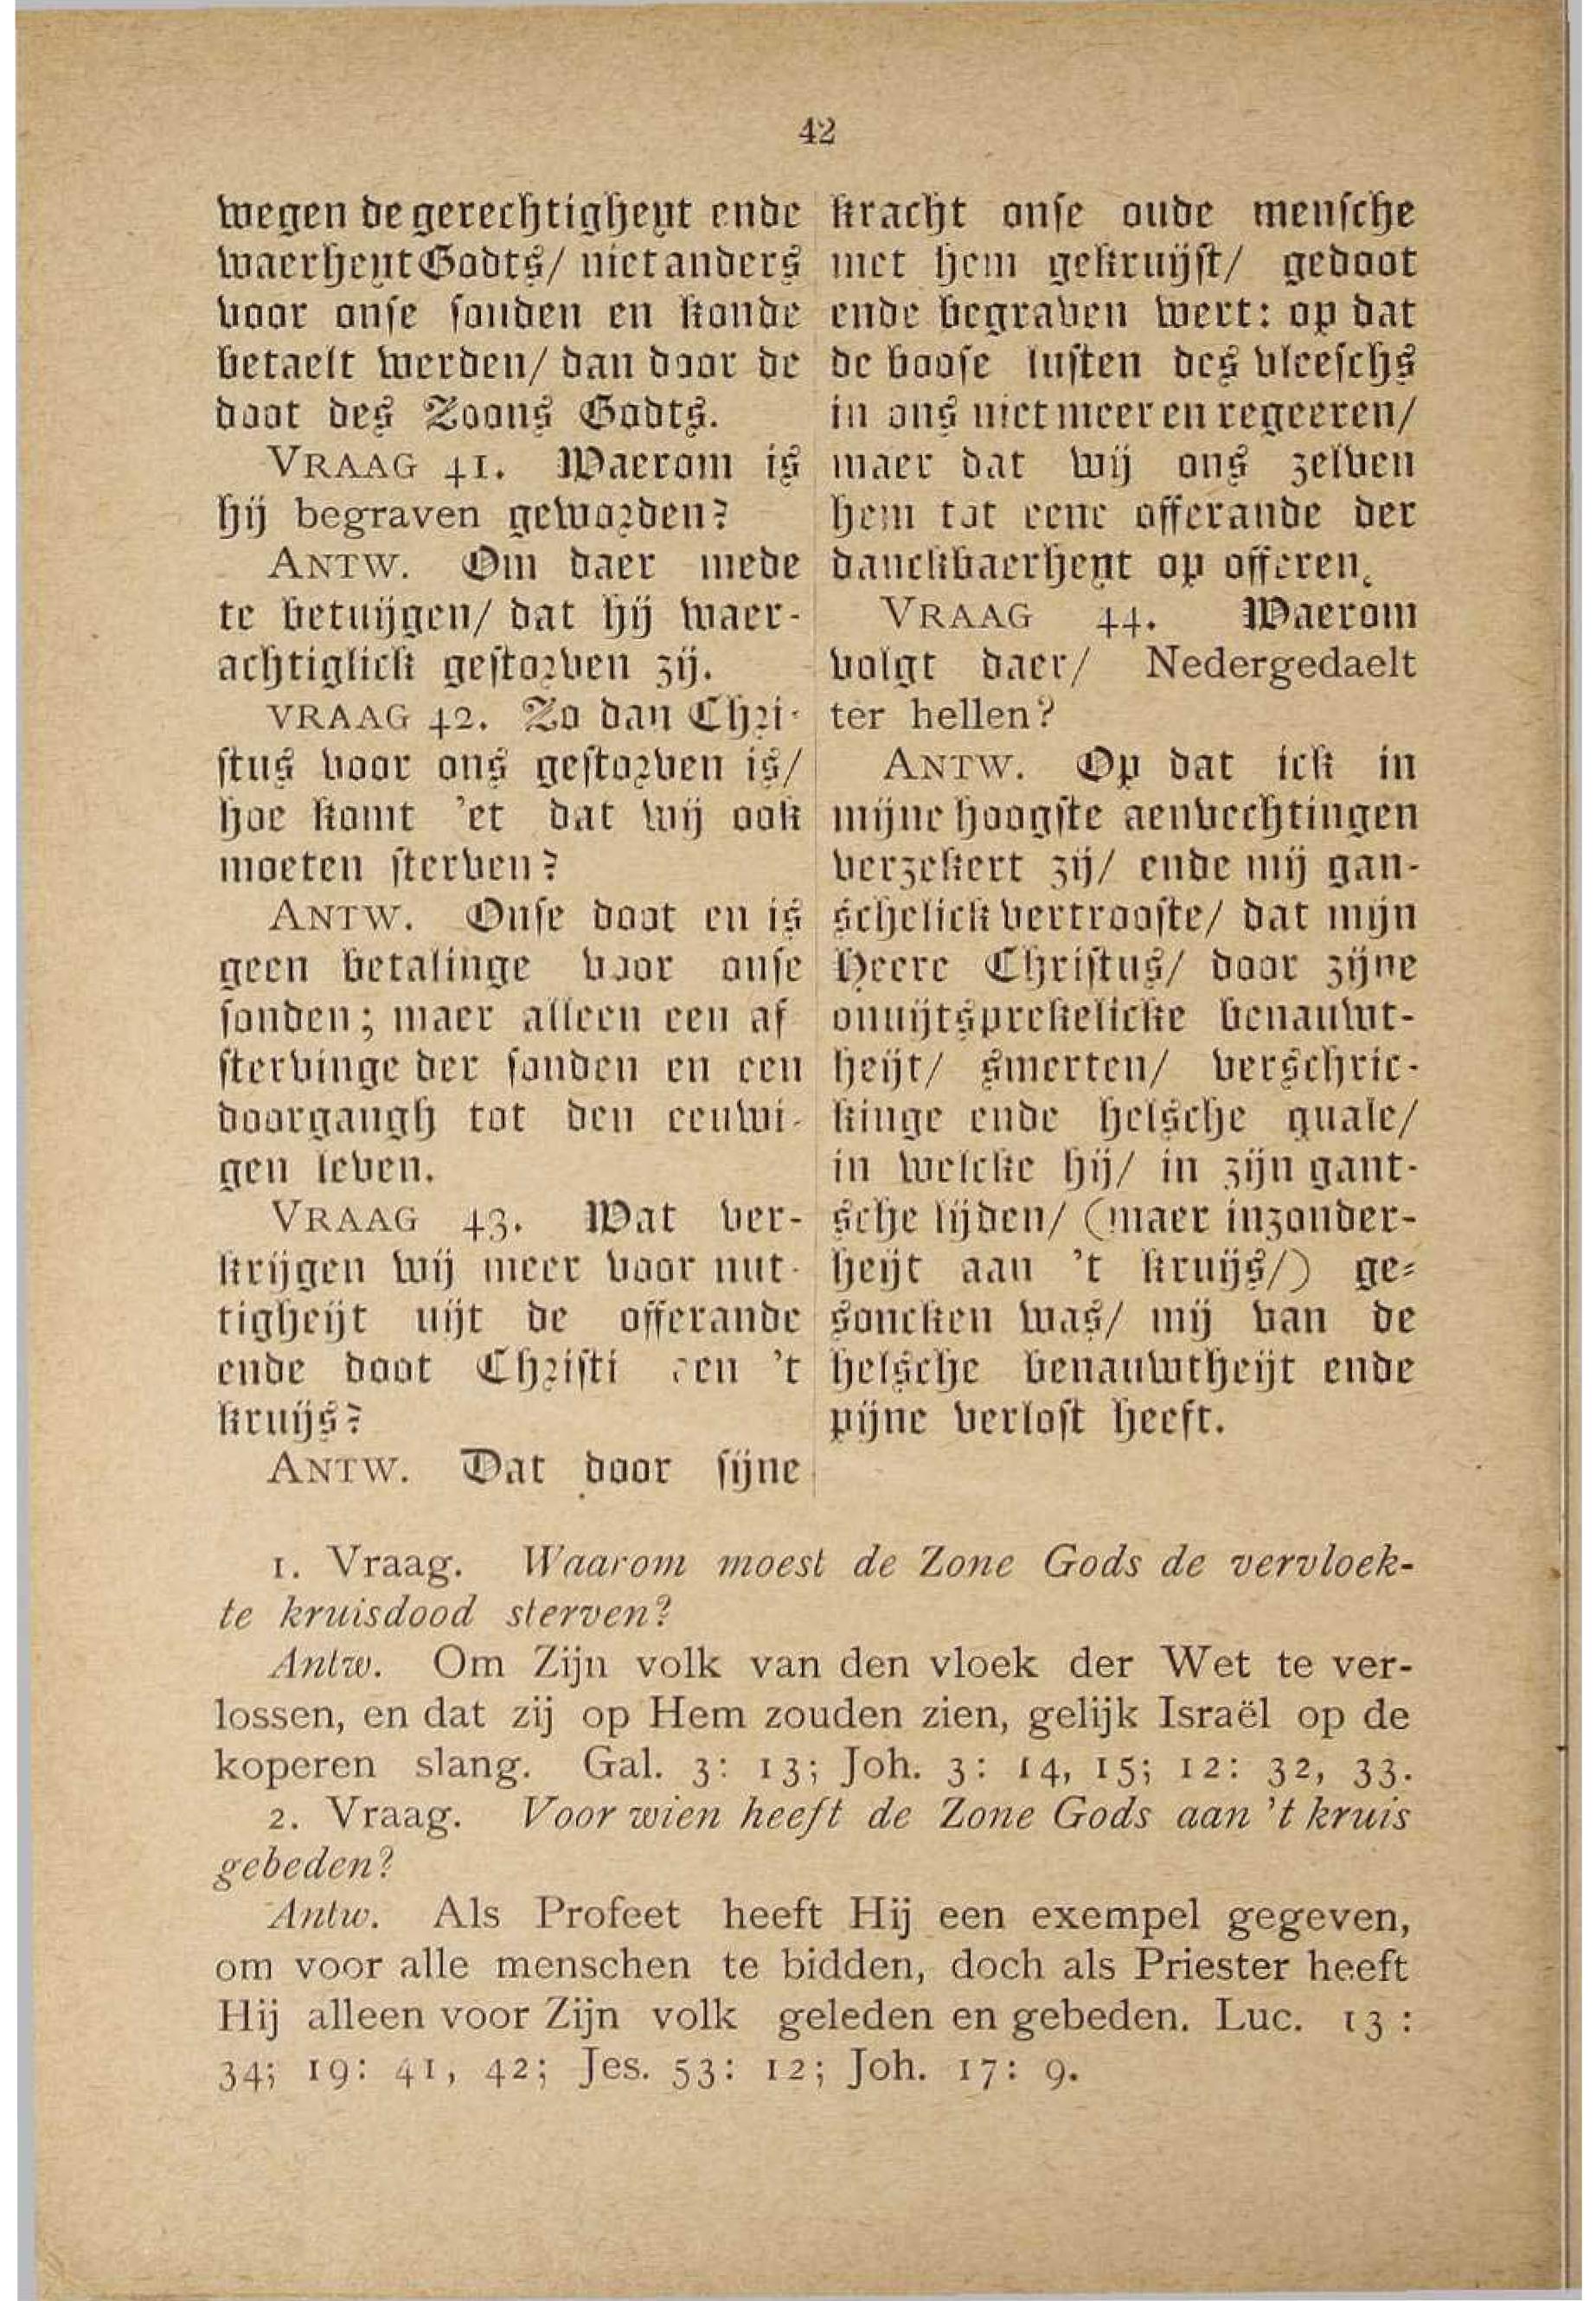 42
wegen de gerechtigheyt ende
waerheyt Godts/ niet anders
voor onse sonden en konde
betaelt werden/ dan door de
doot des Zoons Godts.
VRAAG 41. Waerom is
hij begraven geworden?
ANTW. Om daer mede
te betuijgen/ dat hij waer-
achtiglick gestorven zij.
VRAAG 42. Zo dan Chri-
stus voor ons gestorven is/
hoe komt 'et dat wij ook
moeten sterven?
ANTW. Onse doot en is
geen betalinge voor onse
sonden; maer alleen een af
stervinge der sonden en een
doorgangh tot den eeuwi-
gen leven.
VRAAG 43. Wat ver-
krijgen wij meer voor nut-
tigheijt uijt de offerande
ende doot Christi aen 't
kruijs?
ANTW. Dat door sijne
kracht onse oude mensche
met hem gekruijst/ gedoot
ende begraven wert: op dat
de boose lusten des vleeschs
in ons niet meer en regeeren/
maer dat wij ons zelven
hem tot eene offerande der
danckbaerheyt op offeren.
VRAAG 44. Waerom
volgt daer/ Nedergedaelt
ter hellen?
ANTW. Op dat ick in
mijne hoogste aenvechtingen
verzekert zij/ ende mij gan-
schelick vertrooste/ dat mijn
Heere Christus/ door zijne
onuijtsprekelicke benauwt-
heijt/ smerten/ verschric-
kinge ende helsche quale/
in welcke hij/ in zijn gant-
sche lijden/ (maer inzonder-
heijt aan 't kruijs/) ge-
soncken was/ mij van de
helsche benauwtheijt ende
pijne verlost heeft.
1. Vraag. Waarom moest de Zone Gods de vervloek-
te kruisdood sterven?
Antw. Om Zijn volk van den vloek der Wet te ver-
lossen, en dat zij op Hem zouden zien, gelijk Israël op de
koperen slang. Gal. 3: 13; Joh. 3: 14, 15; 12: 32, 33.
2. Vraag. Voor wien heeft de Zone Gods aan 't kruis
gebeden?
Antw. Als Profeet heeft Hij een exempel gegeven,
om voor alle menschen te bidden, doch als Priester heeft
Hij alleen voor Zijn volk geleden en gebeden. Luc. 13:
34; 19: 41, 42; Jes. 53: 12; Joh. 17: 9.